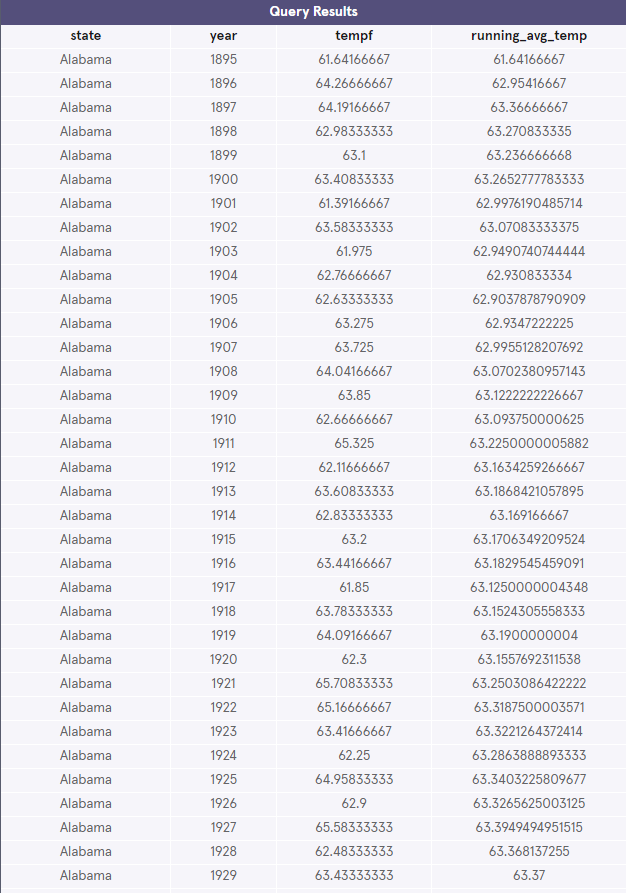 Query Results
state year tempf running_avg_temp
Alabama 1895 61.64166667 61.64166667
Alabama 1896 64.26666667 62.95416667
Alabama 1897 64.19166667 63.36666667
Alabama 1898 62.98333333 63.270833335
Alabama 1899 63.1 63.236666668
Alabama 1900 63.40833333 63.2652777783333
Alabama 1901 61.39166667 62.9976190485714
Alabama 1902 63.58333333 63.07083333375
Alabama 1903 61.975 62.9490740744444
Alabama 1904 62.76666667 62.930833334
Alabama 1905 62.63333333 62.9037878790909
Alabama 1906 63.275 62.9347222225
Alabama 1907 63.725 62.9955128207692
Alabama 1908 64.04166667 63.0702380957143
Alabama 1909 63.85 63.1222222226667
Alabama 1910 62.66666667 63.093750000625
Alabama 1911 65.325 63.2250000005882
Alabama 1912 62.11666667 63.1634259266667
Alabama 1913 63.60833333 63.1868421057895
Alabama 1914 62.83333333 63.169166667
Alabama 1915 63.2 63.1706349209524
Alabama 1916 63.44166667 63.1829545459091
Alabama 1917 61.85 63.1250000004348
Alabama 1918 63.78333333 63.1524305558333
Alabama 1919 64.09166667 63.1900000004
Alabama 1920 62.3 63.1557692311538
Alabama 1921 65.70833333 63.2503086422222
Alabama 1922 65.16666667 63.3187500003571
Alabama 1923 63.41666667 63.3221264372414
Alabama 1924 62.25 63.2863888893333
Alabama 1925 64.95833333 63.3403225809677
Alabama 1926 62.9 63.3265625003125
Alabama 1927 65.58333333 63.3949494951515
Alabama 1928 62.48333333 63.368137255
Alabama 1929 63.43333333 63.37